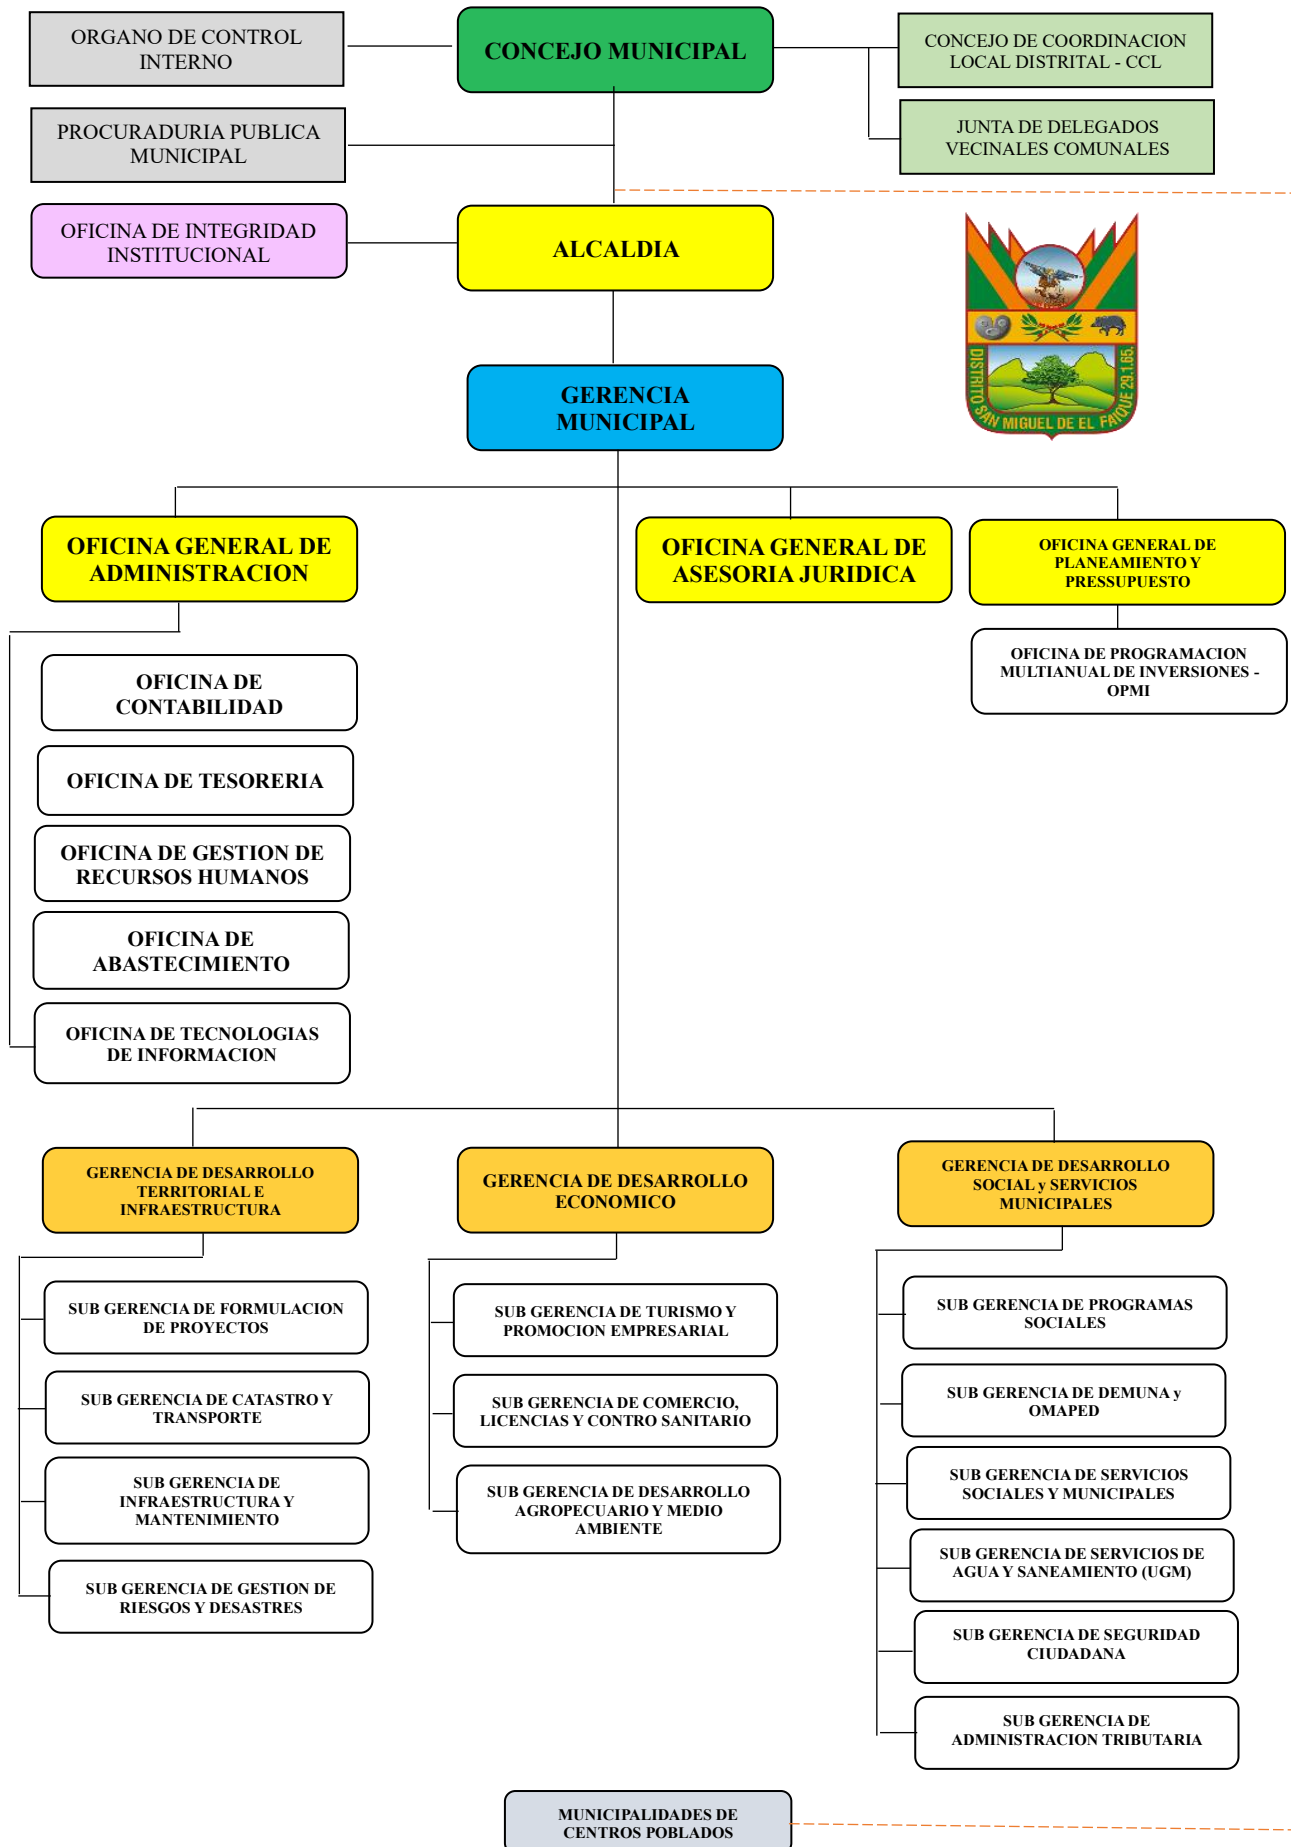 ORGANO DE CONTROL
INTERNO
CONCEJO MUNICIPAL
CONCEJO DE COORDINACION
LOCAL DISTRITAL - CCL
PROCURADURIA PUBLICA
MUNICIPAL
JUNTA DE DELEGADOS
VECINALES COMUNALES
OFICINA DE INTEGRIDAD
INSTITUCIONAL
ALCALDIA
DISTRITO SAN MIGUEL DE EL FAIQUE 29.1.65.
GERENCIA
MUNICIPAL
OFICINA GENERAL DE
ADMINISTRACION
OFICINA GENERAL DE
ASESORIA JURIDICA
OFICINA GENERAL DE
PLANEAMIENTO Y
PRESSUPUESTO
OFICINA DE PROGRAMACION
MULTIANUAL DE INVERSIONES -
OPMI
OFICINA DE
CONTABILIDAD
OFICINA DE TESORERIA
OFICINA DE GESTION DE
RECURSOS HUMANOS
OFICINA DE
ABASTECIMIENTO
OFICINA DE TECNOLOGIAS
DE INFORMACION
GERENCIA DE DESARROLLO
TERRITORIAL E
INFRAESTRUCTURA
GERENCIA DE DESARROLLO
ECONOMICO
GERENCIA DE DESARROLLO
SOCIAL y SERVICIOS
MUNICIPALES
SUB GERENCIA DE FORMULACION
DE PROYECTOS
SUB GERENCIA DE CATASTRO Y
TRANSPORTE
SUB GERENCIA DE
INFRAESTRUCTURA Y
MANTENIMIENTO
SUB GERENCIA DE GESTION DE
RIESGOS Y DESASTRES
SUB GERENCIA DE TURISMO Y
PROMOCION EMPRESARIAL
SUB GERENCIA DE COMERCIO,
LICENCIAS Y CONTRO SANITARIO
SUB GERENCIA DE DESARROLLO
AGROPECUARIO Y MEDIO
AMBIENTE
SUB GERENCIA DE PROGRAMAS
SOCIALES
SUB GERENCIA DE DEMUNA y
OMAPED
SUB GERENCIA DE SERVICIOS
SOCIALES Y MUNICIPALES
SUB GERENCIA DE SERVICIOS DE
AGUA Y SANEAMIENTO (UGM)
SUB GERENCIA DE SEGURIDAD
CIUDADANA
SUB GERENCIA DE
ADMINISTRACION TRIBUTARIA
MUNICIPALIDADES DE
CENTROS POBLADOS